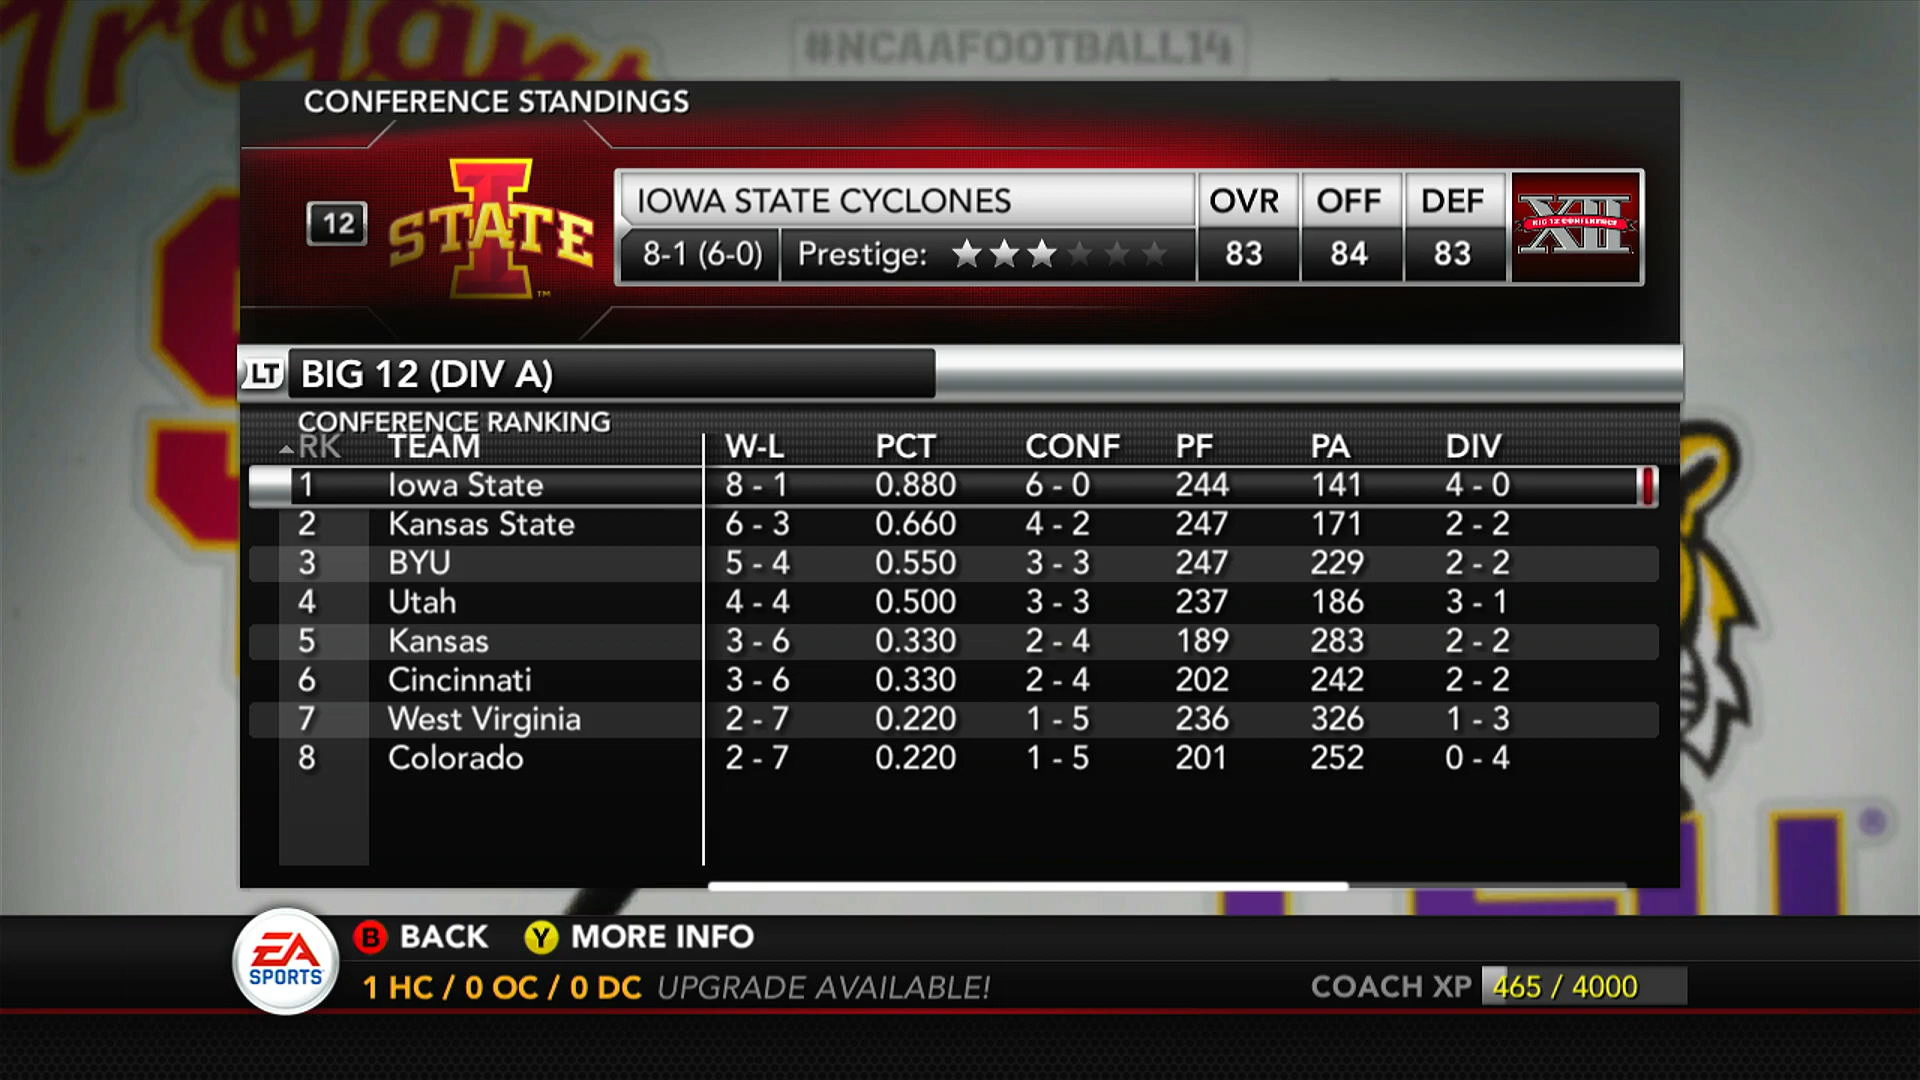 Trojans
#NCAAFOOTBALL14
CONFERENCE STANDINGS
12
STATE
I
™
IOWA STATE CYCLONES
OVR OFF DEF
8-1 (6-0) Prestige: 83 84 83
XII
BIG 12 CONFERENCE
LT BIG 12 (DIV A)
CONFERENCE RANKING
RK TEAM W-L PCT CONF PF PA DIV
1 Iowa State 8 - 1 0.880 6 - 0 244 141 4 - 0
2 Kansas State 6 - 3 0.660 4 - 2 247 171 2 - 2
3 BYU 5 - 4 0.550 3 - 3 247 229 2 - 2
4 Utah 4 - 4 0.500 3 - 3 237 186 3 - 1
5 Kansas 3 - 6 0.330 2 - 4 189 283 2 - 2
6 Cincinnati 3 - 6 0.330 2 - 4 202 242 2 - 2
7 West Virginia 2 - 7 0.220 1 - 5 236 326 1 - 3
8 Colorado 2 - 7 0.220 1 - 5 201 252 0 - 4
®
EA
SPORTS
B BACK Y MORE INFO
1 HC / 0 OC / 0 DC UPGRADE AVAILABLE!
COACH XP 465 / 4000